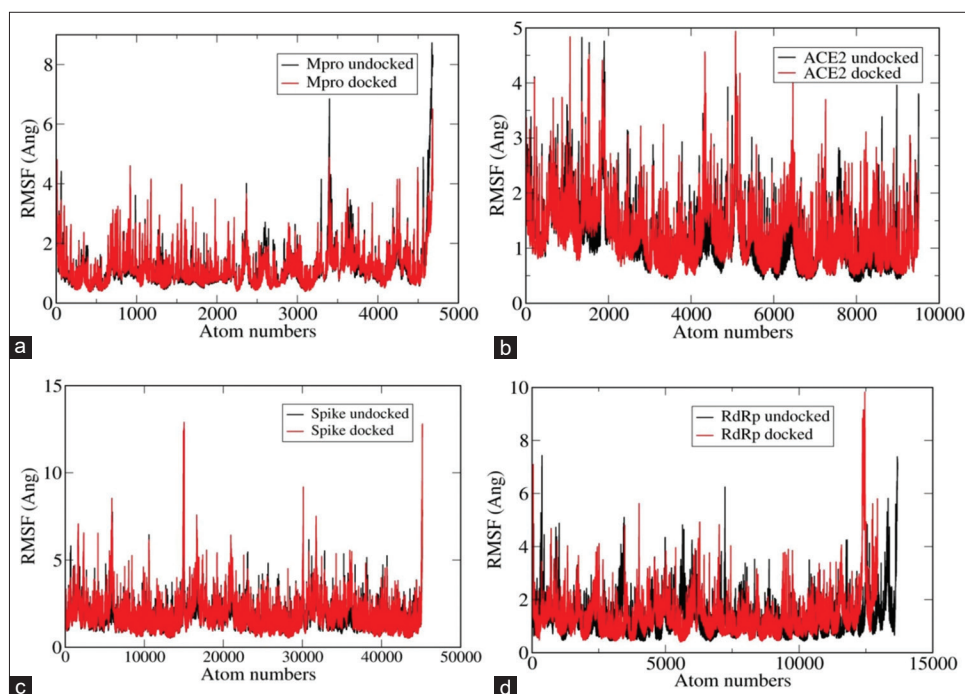 Mpro undocked
Mpro docked
RMSF (Ang)
8
6
4
2
0
0 1000 2000 3000 4000 5000
Atom numbers
a
ACE2 undocked
ACE2 docked
RMSF (Ang)
5
4
3
2
1
0
0 2000 4000 6000 8000 10000
Atom numbers
b
Spike undocked
Spike docked
RMSF (Ang)
15
10
5
0
0 10000 20000 30000 40000 50000
Atom numbers
c
RdRp undocked
RdRp docked
RMSF (Ang)
10
8
6
4
2
0
0 5000 10000 15000
Atom numbers
d